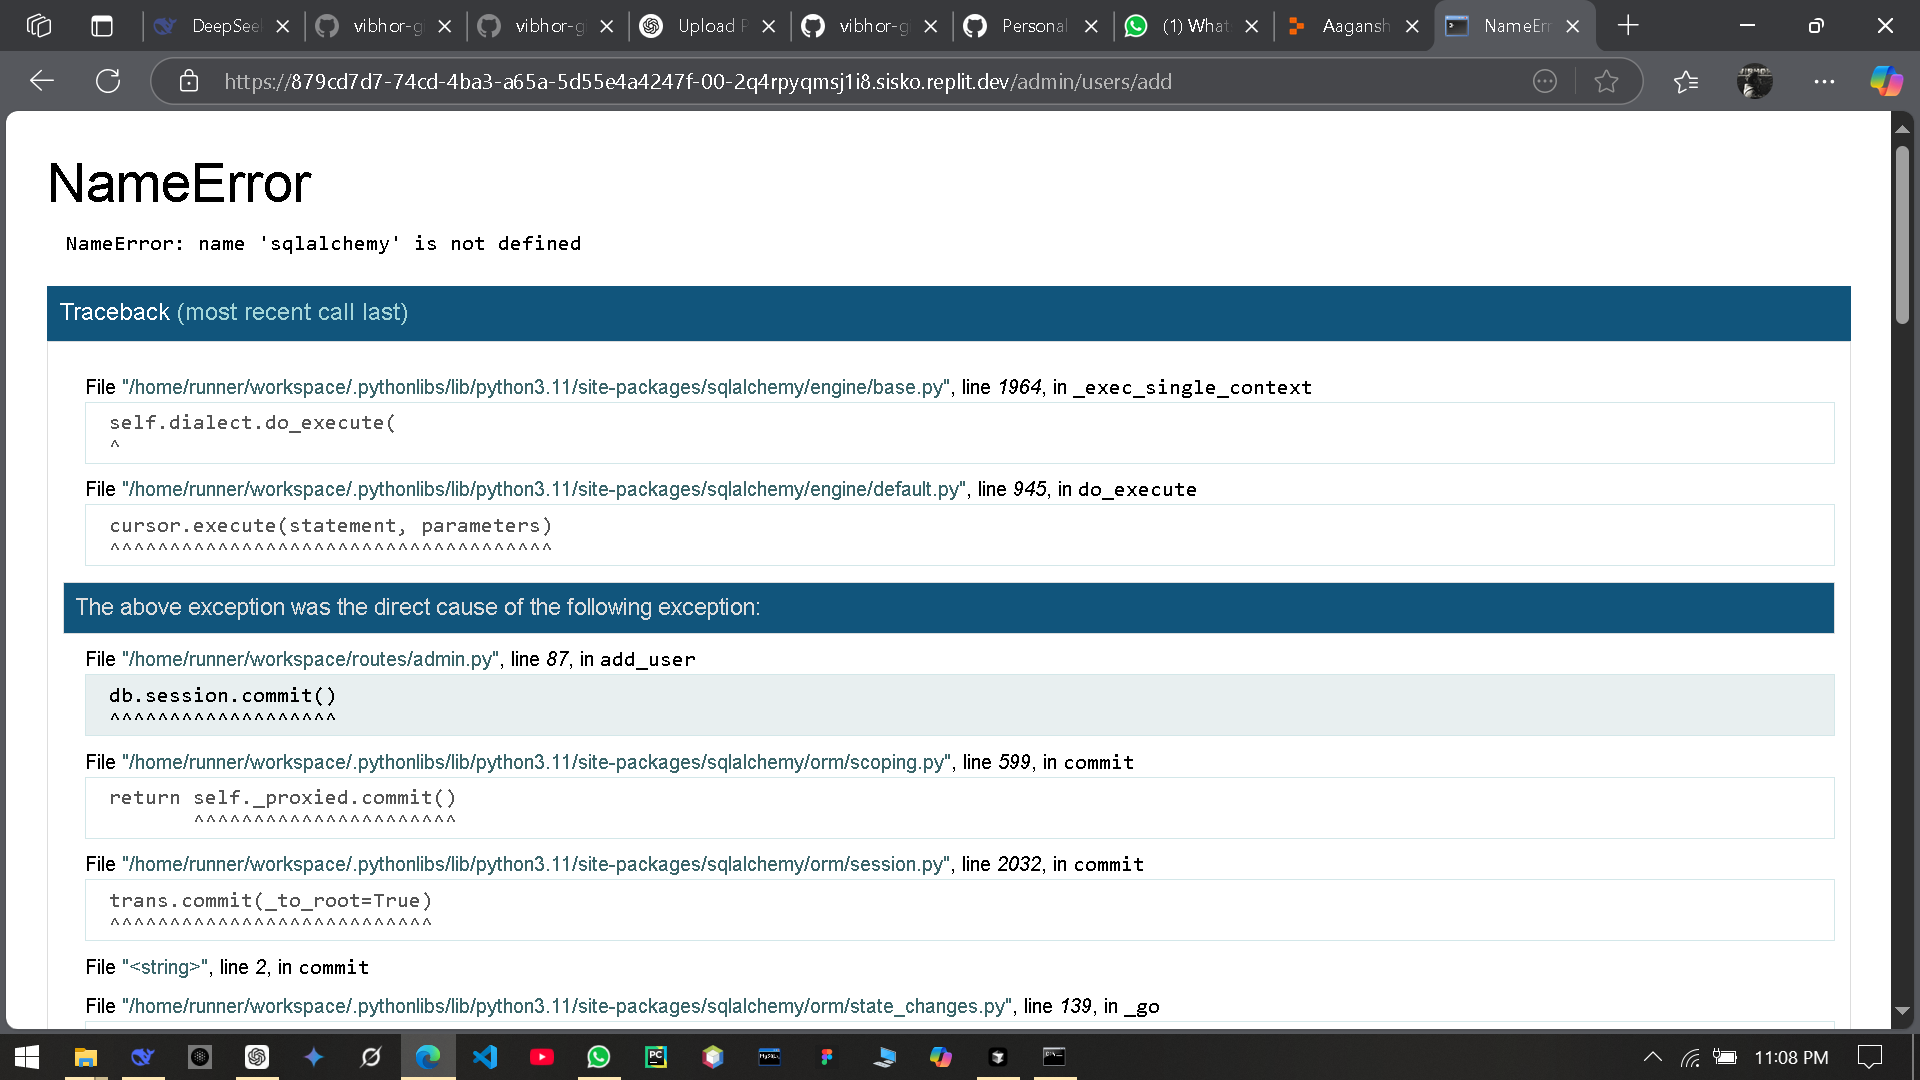 DeepSeek
vibhor-g
vibhor-g
Upload
vibhor-g
Personal
(1) What
Aagansh
NameErr
https://879cd7d7-74cd-4ba3-a65a-5d55e4a4247f-00-2q4rpyqmsj1i8.sisko.replit.dev/admin/users/add
NameError
NameError: name 'sqlalchemy' is not defined
Traceback (most recent call last)
File "/home/runner/workspace/.pythonlibs/lib/python3.11/site-packages/sqlalchemy/engine/base.py", line 1964, in _exec_single_context
self.dialect.do_execute(
^
File "/home/runner/workspace/.pythonlibs/lib/python3.11/site-packages/sqlalchemy/engine/default.py", line 945, in do_execute
cursor.execute(statement, parameters)
^^^^^^^^^^^^^^^^^^^^^^^^^^^^^^^^^^^^^
The above exception was the direct cause of the following exception:
File "/home/runner/workspace/routes/admin.py", line 87, in add_user
db.session.commit()
^^^^^^^^^^^^^^^^^^^
File "/home/runner/workspace/.pythonlibs/lib/python3.11/site-packages/sqlalchemy/orm/scoping.py", line 599, in commit
return self._proxied.commit()
^^^^^^^^^^^^^^^^^^^^^^
File "/home/runner/workspace/.pythonlibs/lib/python3.11/site-packages/sqlalchemy/orm/session.py", line 2032, in commit
trans.commit(_to_root=True)
^^^^^^^^^^^^^^^^^^^^^^^^^^^
File "<string>", line 2, in commit
File "/home/runner/workspace/.pythonlibs/lib/python3.11/site-packages/sqlalchemy/orm/state_changes.py", line 139, in _go
11:08 PM